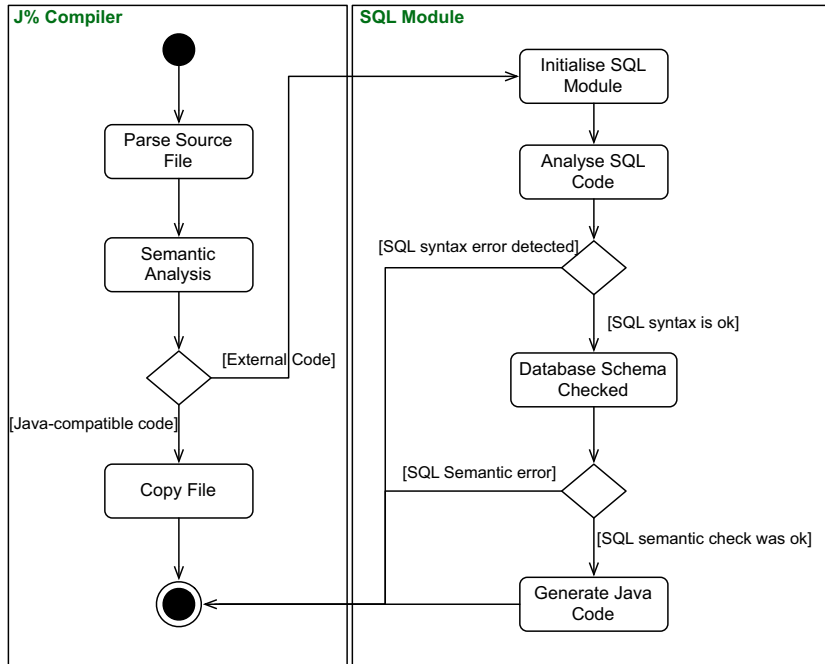 J% Compiler
Parse Source
File
Semantic
Analysis
[External Code]
[Java-compatible code]
Copy File
SQL Module
Initialise SQL
Module
Analyse SQL
Code
[SQL syntax error detected]
[SQL syntax is ok]
Database Schema
Checked
[SQL Semantic error]
[SQL semantic check was ok]
Generate Java
Code